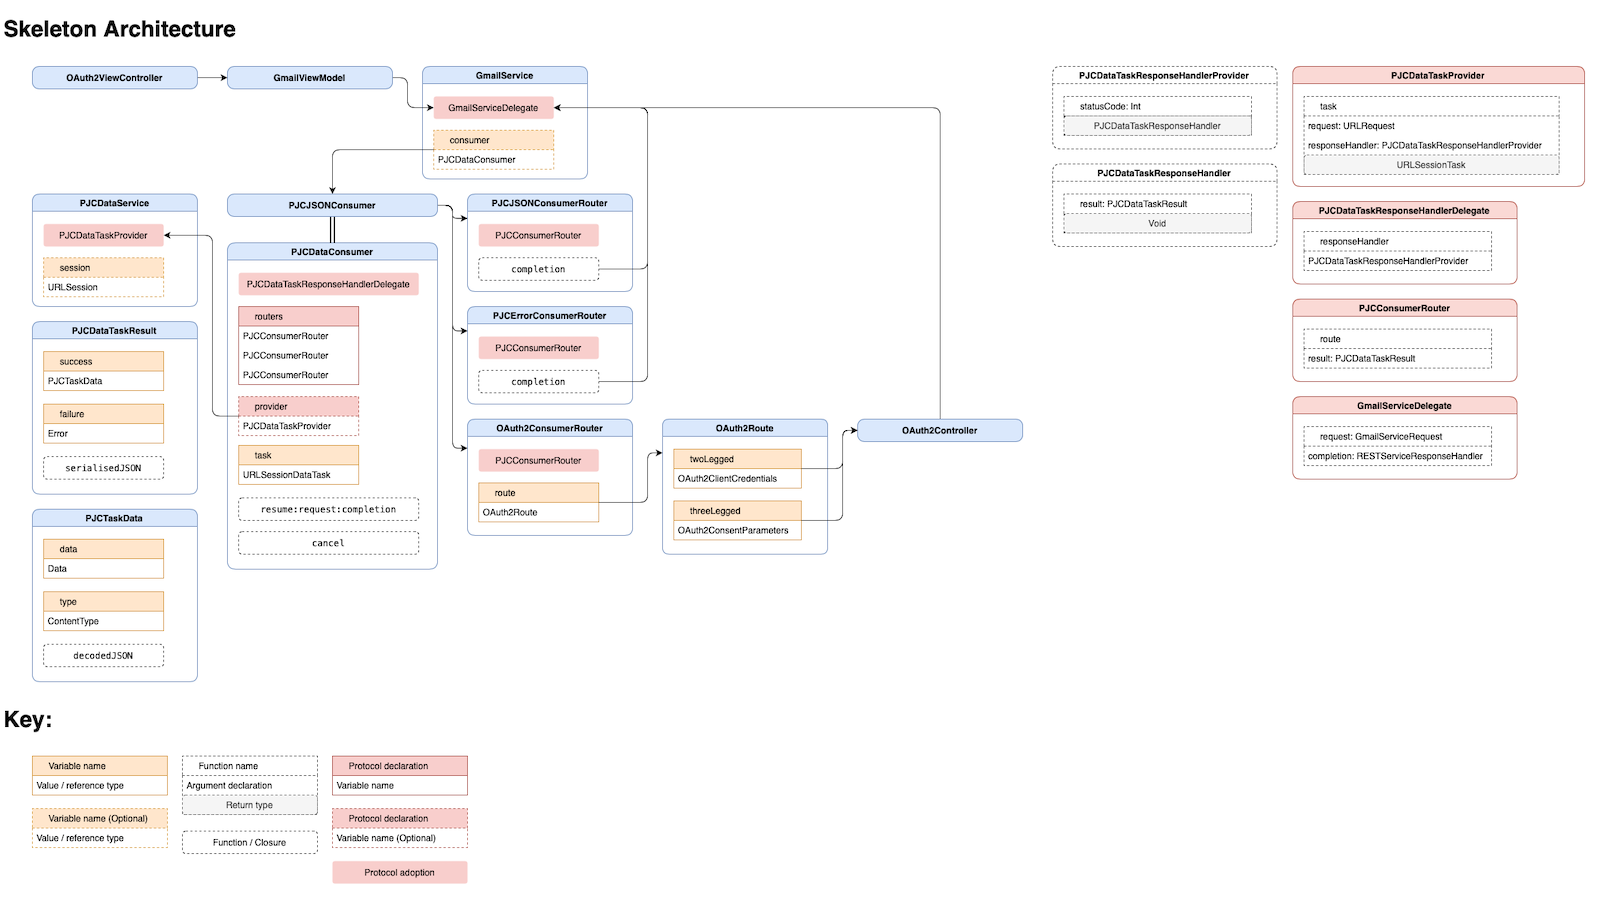 Skeleton Architecture
OAuth2ViewController
GmailViewModel
GmailService
GmailServiceDelegate
consumer
PJCDataConsumer
PJCDataService
PJCDataTaskProvider
session
URLSession
PJCDataTaskResult
success
PJCTaskData
failure
Error
serialisedJSON
PJCTaskData
data
Data
type
ContentType
decodedJSON
PJCJSONConsumer
PJCDataConsumer
PJCDataTaskResponseHandlerDelegate
routers
PJCConsumerRouter
PJCConsumerRouter
PJCConsumerRouter
provider
PJCDataTaskProvider
task
URLSessionDataTask
resume:request:completion
cancel
PJCJSONConsumerRouter
PJCConsumerRouter
completion
PJCErrorConsumerRouter
PJCConsumerRouter
completion
OAuth2ConsumerRouter
PJCConsumerRouter
route
OAuth2Route
OAuth2Route
twoLegged
OAuth2ClientCredentials
threeLegged
OAuth2ConsentParameters
OAuth2Controller
PJCDataTaskResponseHandlerProvider
statusCode: Int
PJCDataTaskResponseHandler
PJCDataTaskResponseHandler
result: PJCDataTaskResult
Void
PJCDataTaskProvider
task
request: URLRequest
responseHandler: PJCDataTaskResponseHandlerProvider
URLSessionTask
PJCDataTaskResponseHandlerDelegate
responseHandler
PJCDataTaskResponseHandlerProvider
PJCConsumerRouter
route
result: PJCDataTaskResult
GmailServiceDelegate
request: GmailServiceRequest
completion: RESTServiceResponseHandler
Key:
Variable name
Value / reference type
Variable name (Optional)
Value / reference type
Function name
Argument declaration
Return type
Function / Closure
Protocol declaration
Variable name
Protocol declaration
Variable name (Optional)
Protocol adoption